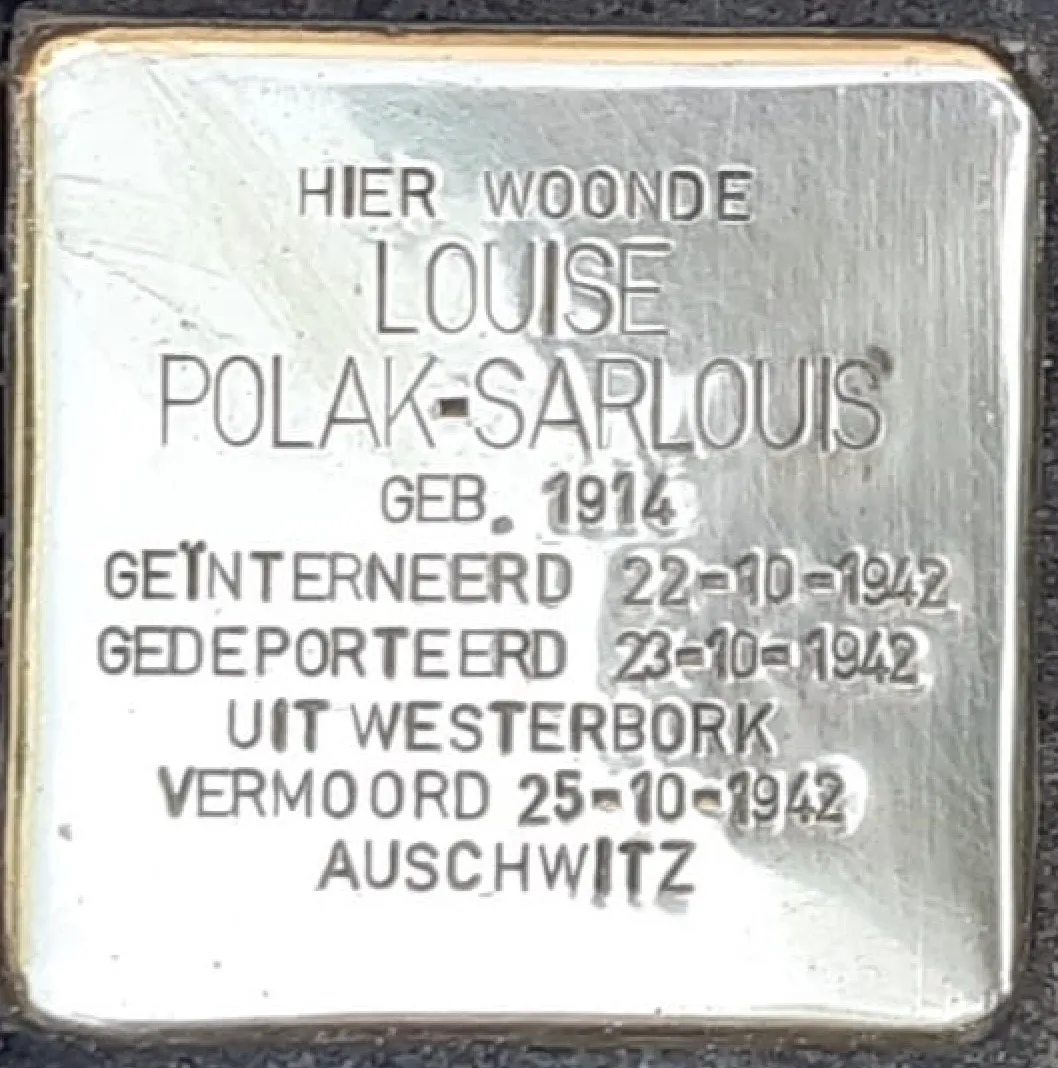 HIER WOONDE
LOUISE
POLAK-SARLOUIS
GEB. 1914
GEÏNTERNEERD 22-10-1942
GEDEPORTEERD 23-10-1942
UIT WESTERBORK
VERMOORD 25-10-1942
AUSCHWITZ